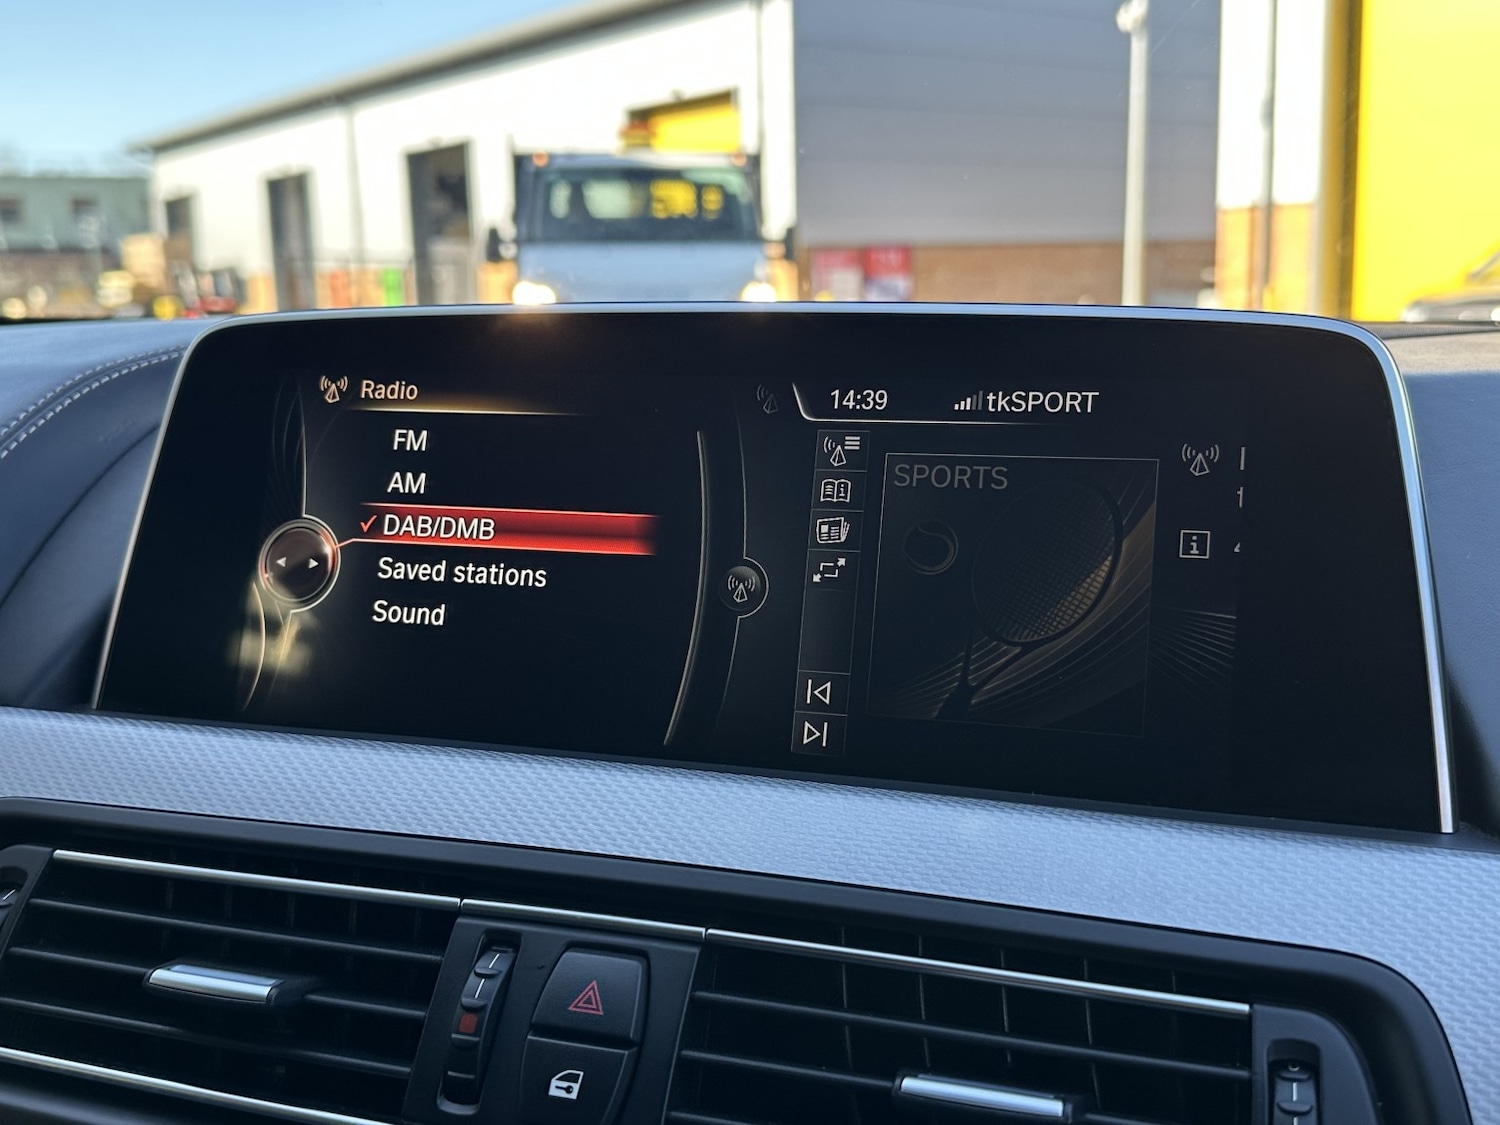 Radio
FM
AM
✓ DAB/DMB
Saved stations
Sound
14:39
tkSPORT
SPORTS